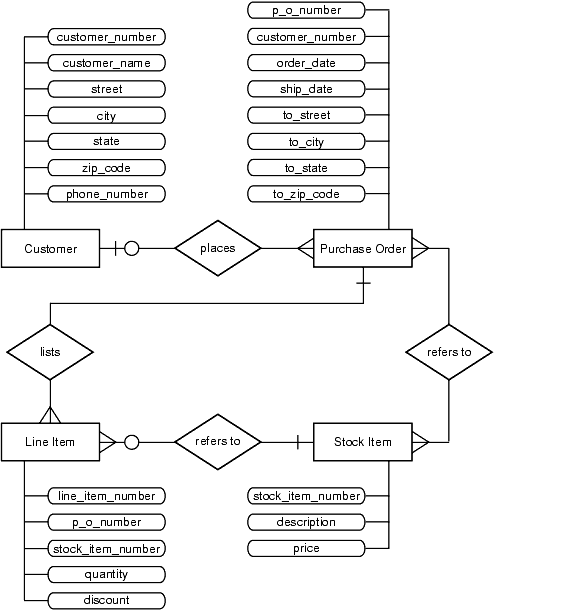 p_o_number
customer_number
customer_number
customer_name
order_date
street
ship_date
city
to_street
state
to_city
zip_code
to_state
phone_number
to_zip_code
Customer
places
Purchase Order
lists
refers to
Line Item
refers to
Stock Item
line_item_number
stock_item_number
p_o_number
description
stock_item_number
price
quantity
discount